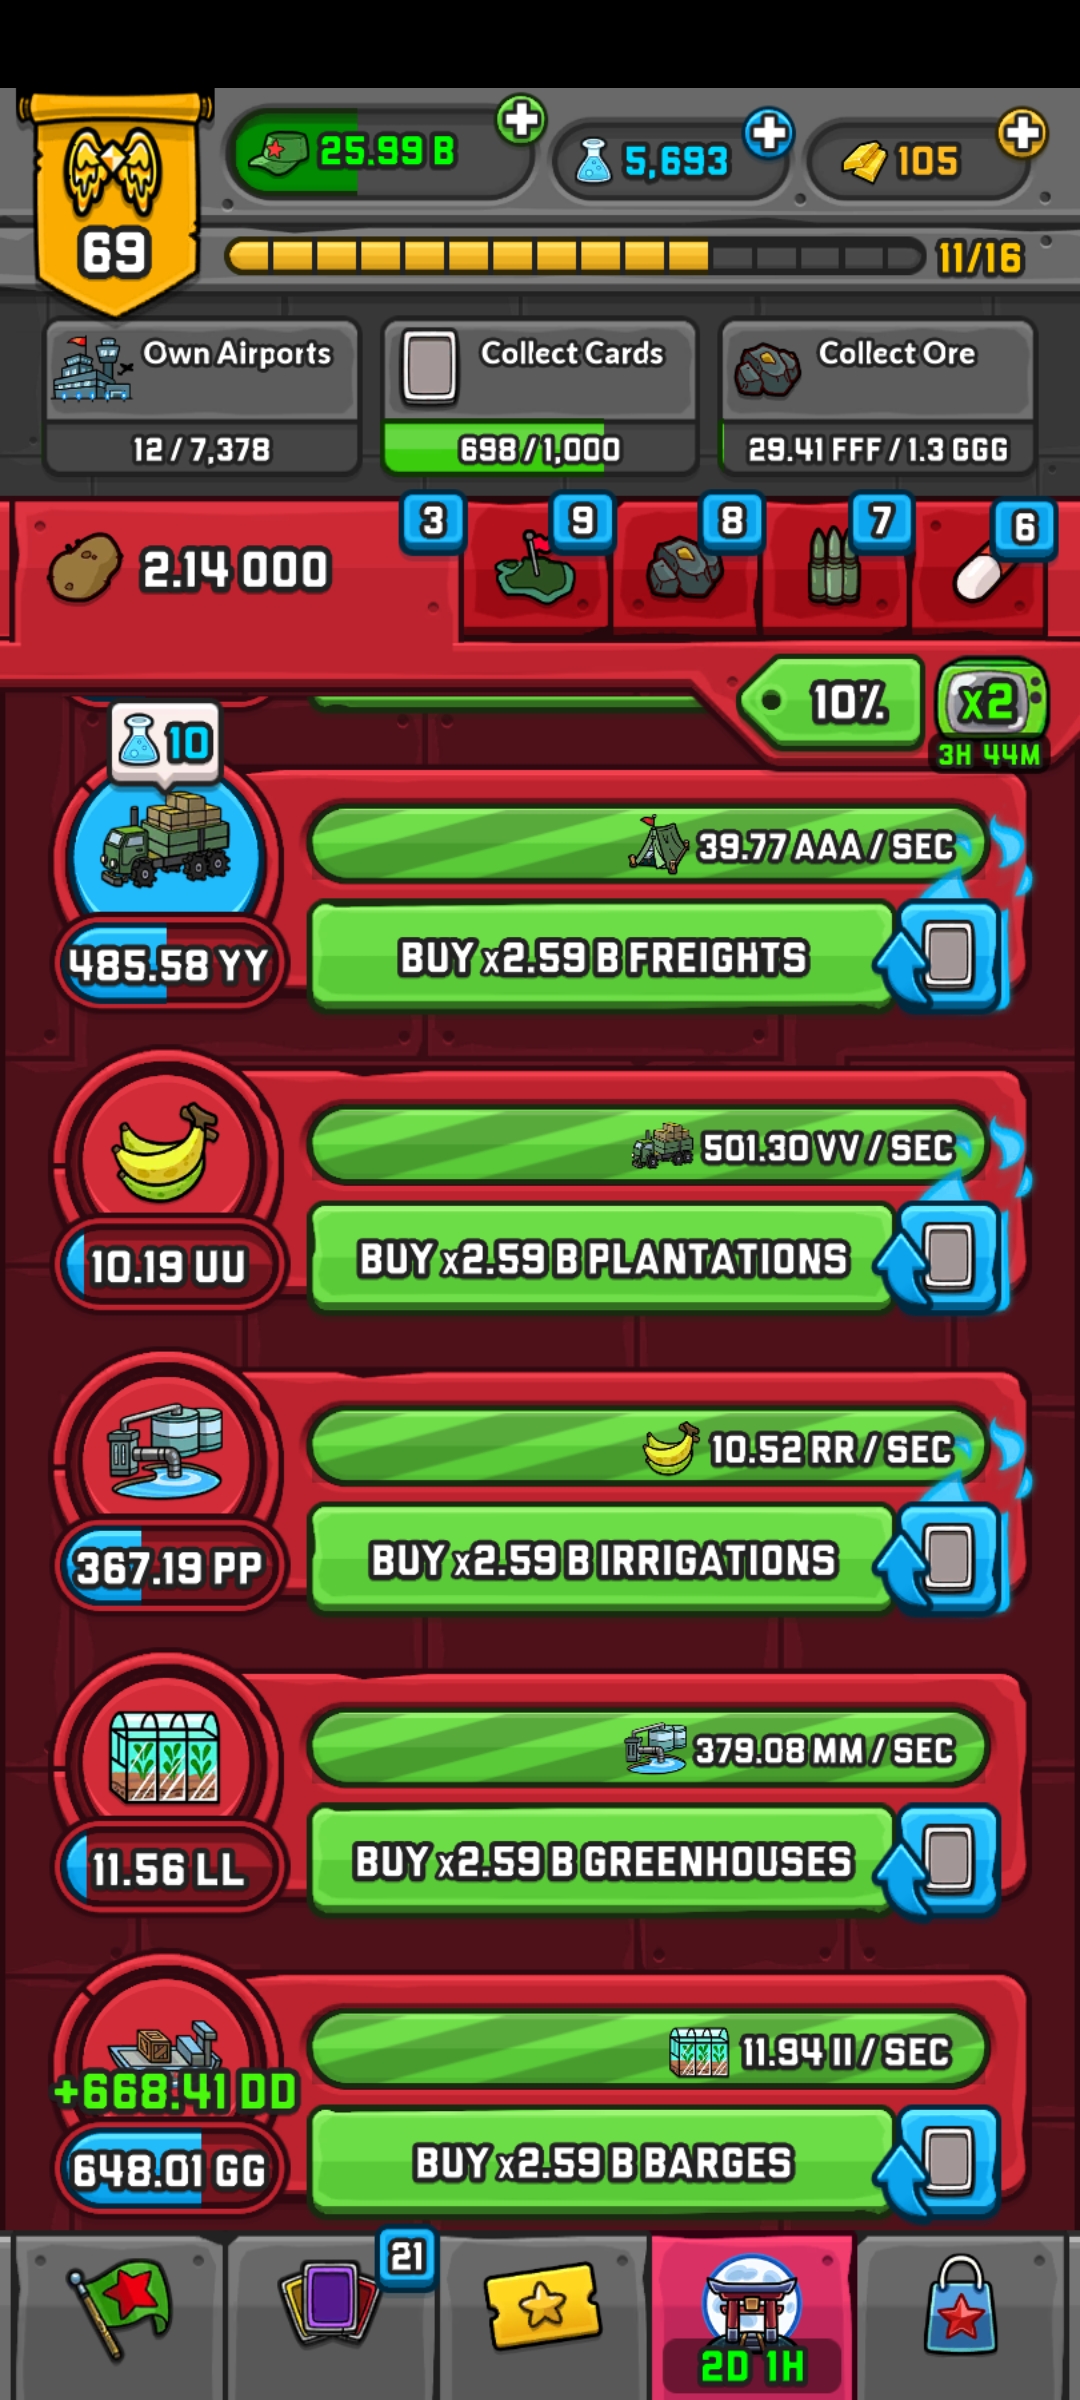 25.99 B
5,693
105
69
11/16
Own Airports
12 / 7,378
Collect Cards
698 / 1,000
Collect Ore
29.41 FFF / 1.3 GGG
2.14 000
3
9
8
7
6
10%
x2
3H 44M
10
39.77 AAA / SEC
485.58 YY
BUY x2.59 B FREIGHTS
501.30 VV / SEC
10.19 UU
BUY x2.59 B PLANTATIONS
10.52 RR / SEC
367.19 PP
BUY x2.59 B IRRIGATIONS
379.08 MM / SEC
11.56 LL
BUY x2.59 B GREENHOUSES
11.94 II / SEC
+668.41 DD
648.01 GG
BUY x2.59 B BARGES
21
2D 1H